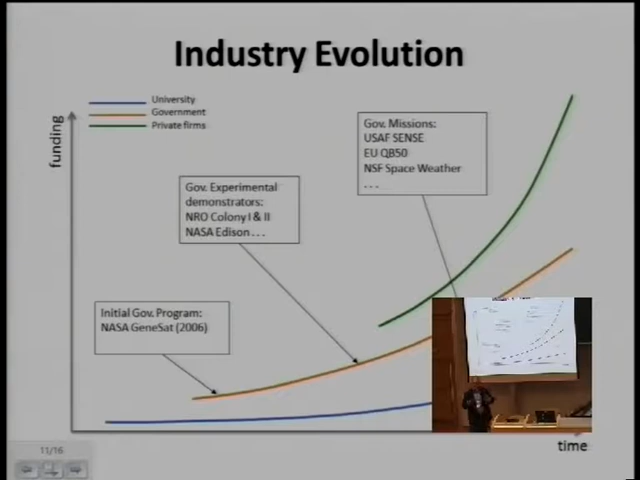 Industry Evolution
University
Government
Private firms
funding
Gov. Missions:
USAF SENSE
EU QB50
NSF Space Weather
. . .
Gov. Experimental
demonstrators:
NRO Colony I & II
NASA Edison . . .
Initial Gov. Program:
NASA GeneSat (2006)
time
11/16